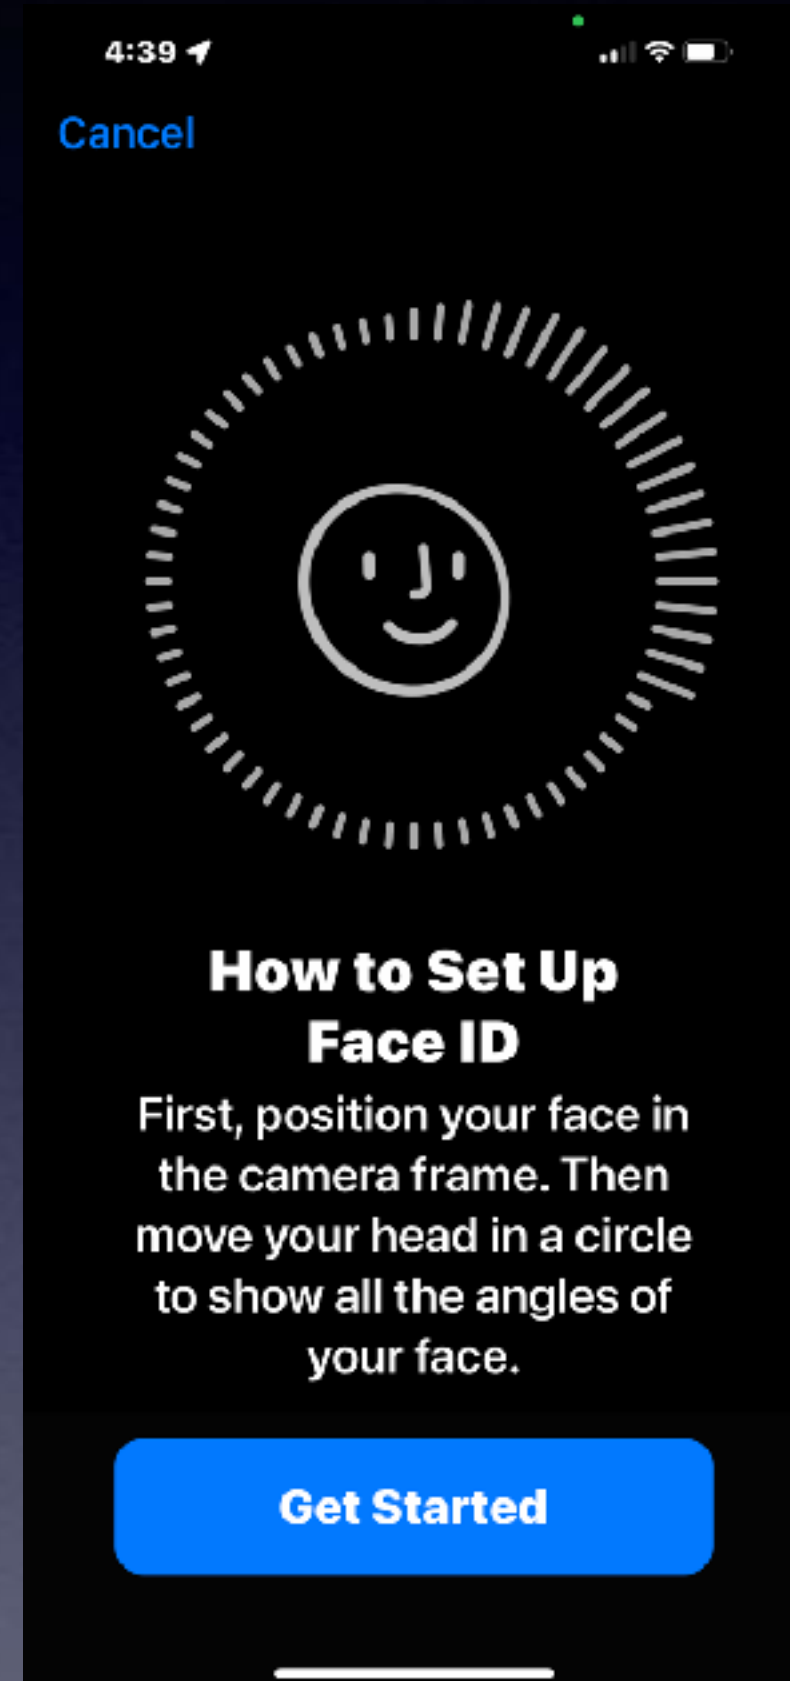 4:39
Cancel
How to Set Up
Face ID
First, position your face in
the camera frame. Then
move your head in a circle
to show all the angles of
your face.
Get Started